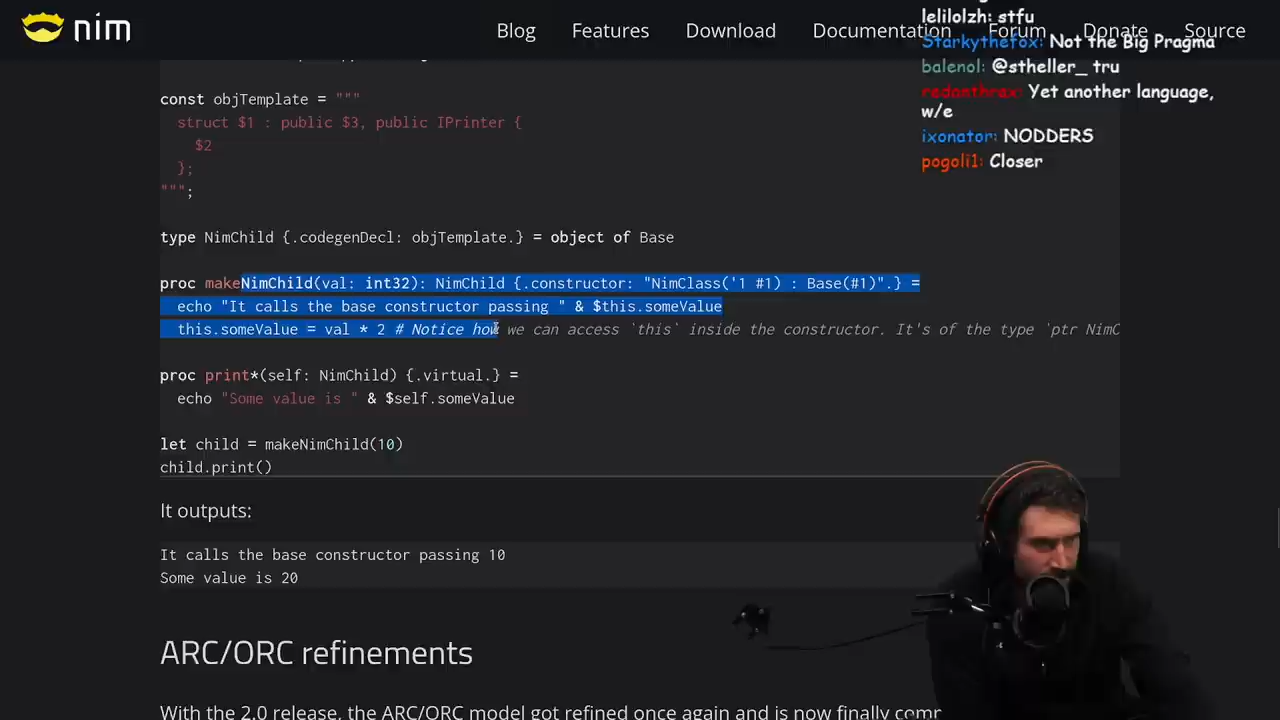 nim
Blog Features Download Documentation Forum Donate Source
lelilolzh: stfu
Starkythefox: Not the Big Pragma
balenol: @stheller_ tru
redanthrax: Yet another language,
w/e
ixonator: NODDERS
pogoli1: Closer
const objTemplate = """
struct $1 : public $3, public IPrinter {
$2
};
""";
type NimChild {.codegenDecl: objTemplate.} = object of Base
proc makeNimChild(val: int32): NimChild {.constructor: "NimClass('1 #1) : Base(#1)".} =
echo "It calls the base constructor passing " & $this.someValue
this.someValue = val * 2 # Notice how we can access `this` inside the constructor. It's of the type `ptr NimC
proc print*(self: NimChild) {.virtual.} =
echo "Some value is " & $self.someValue
let child = makeNimChild(10)
child.print()
It outputs:
It calls the base constructor passing 10
Some value is 20
ARC/ORC refinements
With the 2.0 release, the ARC/ORC model got refined once again and is now finally